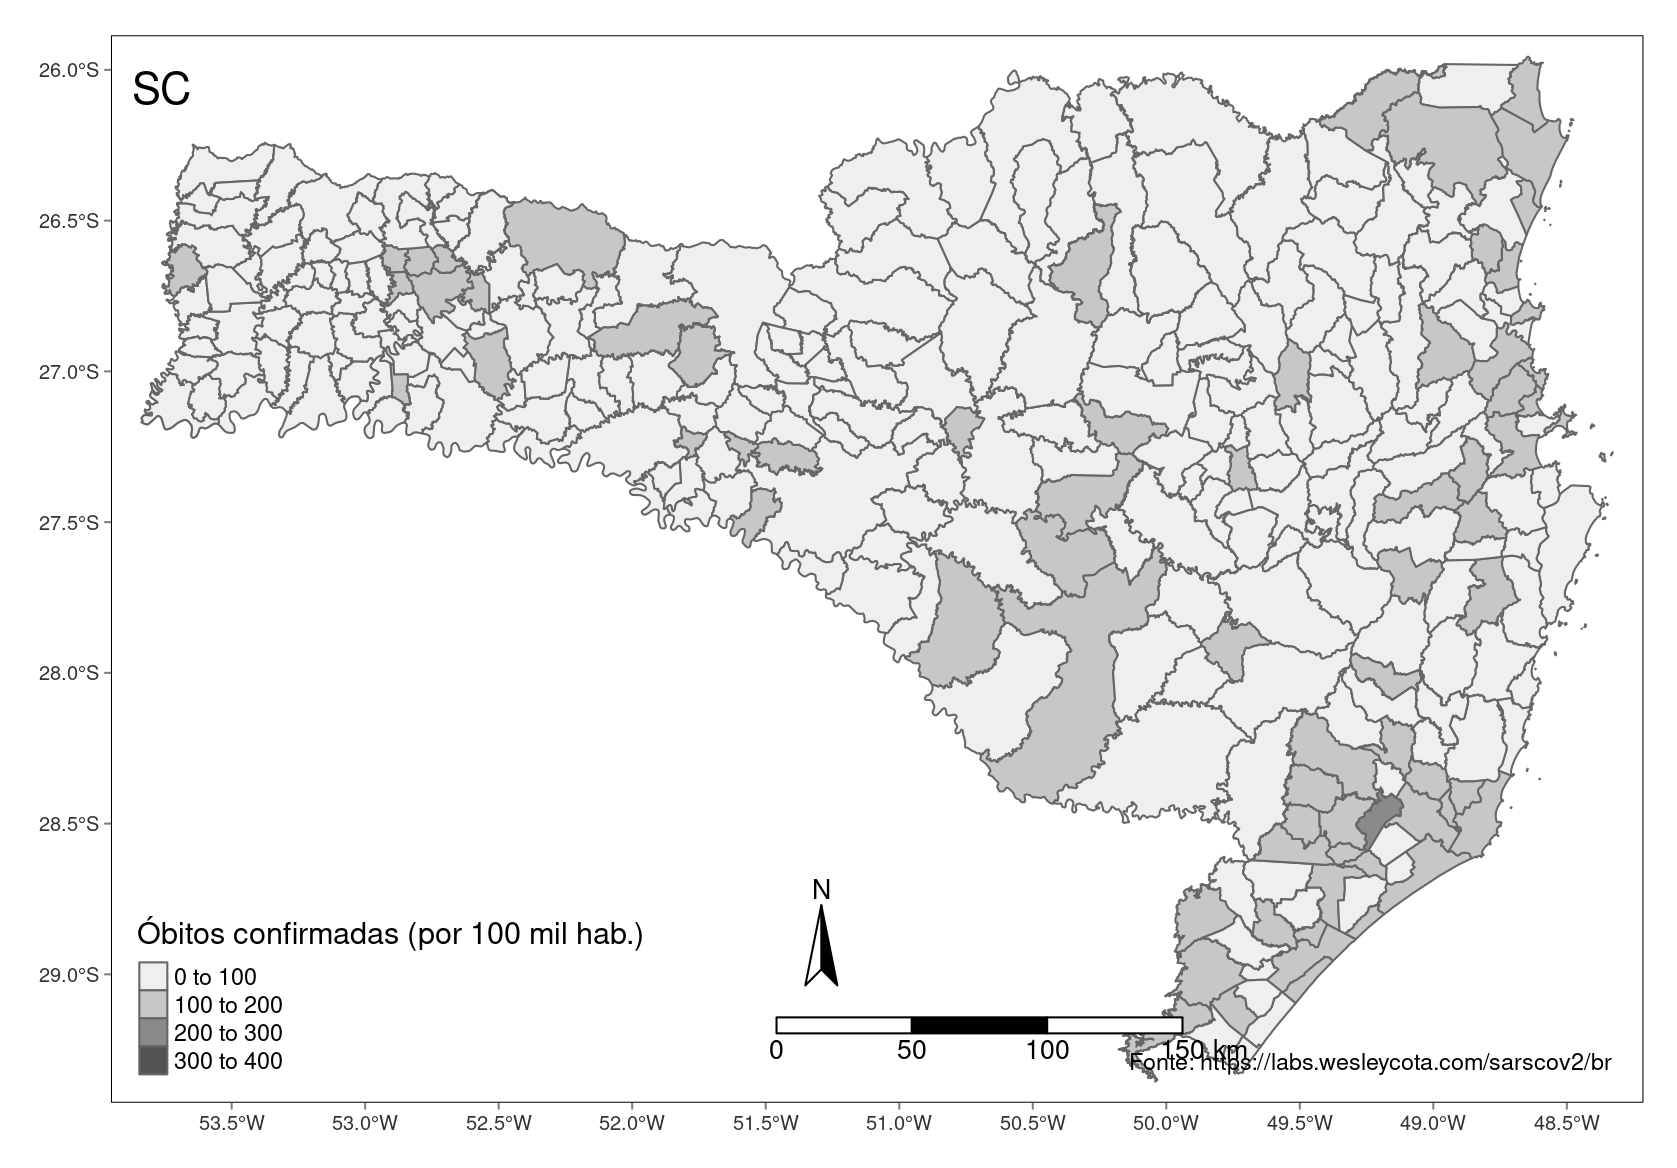 26.0°S
26.5°S
27.0°S
27.5°S
28.0°S
28.5°S
29.0°S
SC
N
Óbitos confirmadas (por 100 mil hab.)
0 to 100
100 to 200
200 to 300
300 to 400
0 50 100 150 km
Fonte: https://labs.wesleycota.com/sarscov2/br
53.5°W 53.0°W 52.5°W 52.0°W 51.5°W 51.0°W 50.5°W 50.0°W 49.5°W 49.0°W 48.5°W